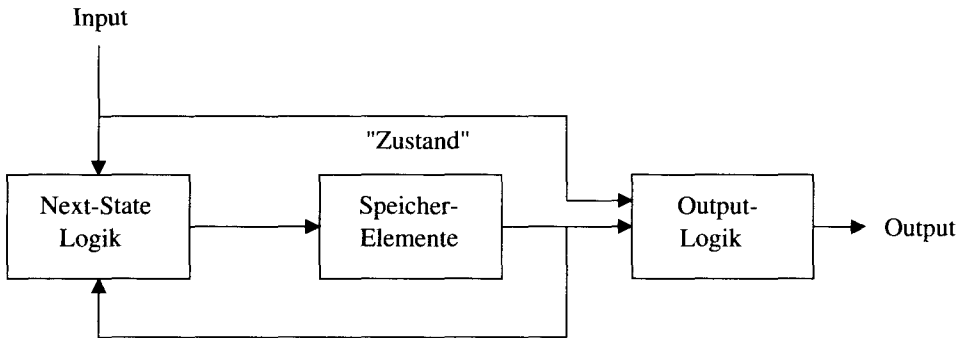 Input
"Zustand"
Next-State
Logik
Speicher-
Elemente
Output-
Logik
Output